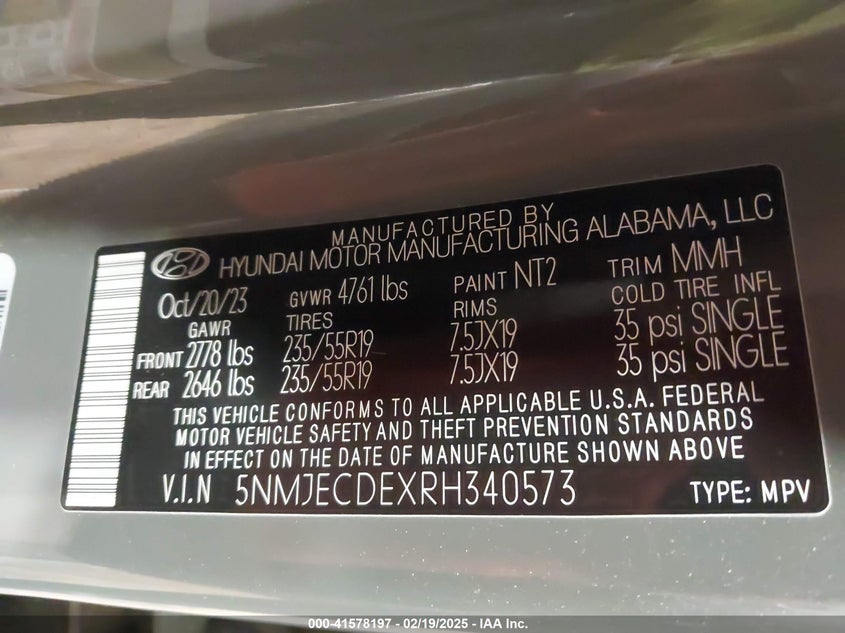 MANUFACTURED BY
HYUNDAI MOTOR MANUFACTURING ALABAMA, LLC
Oct/20/23 GVWR 4761 lbs PAINT NT2 TRIM MMH
GAWR TIRES RIMS COLD TIRE INFL
FRONT 2778 lbs 235/55R19 7.5JX19 35 psi SINGLE
REAR 2646 lbs 235/55R19 7.5JX19 35 psi SINGLE
THIS VEHICLE CONFORMS TO ALL APPLICABLE U.S.A. FEDERAL
MOTOR VEHICLE SAFETY AND THEFT PREVENTION STANDARDS
IN EFFECT ON THE DATE OF MANUFACTURE SHOWN ABOVE
V.I.N 5NMJECDEXRH340573 TYPE: MPV
000-41578197 - 02/19/2025 - IAA Inc.